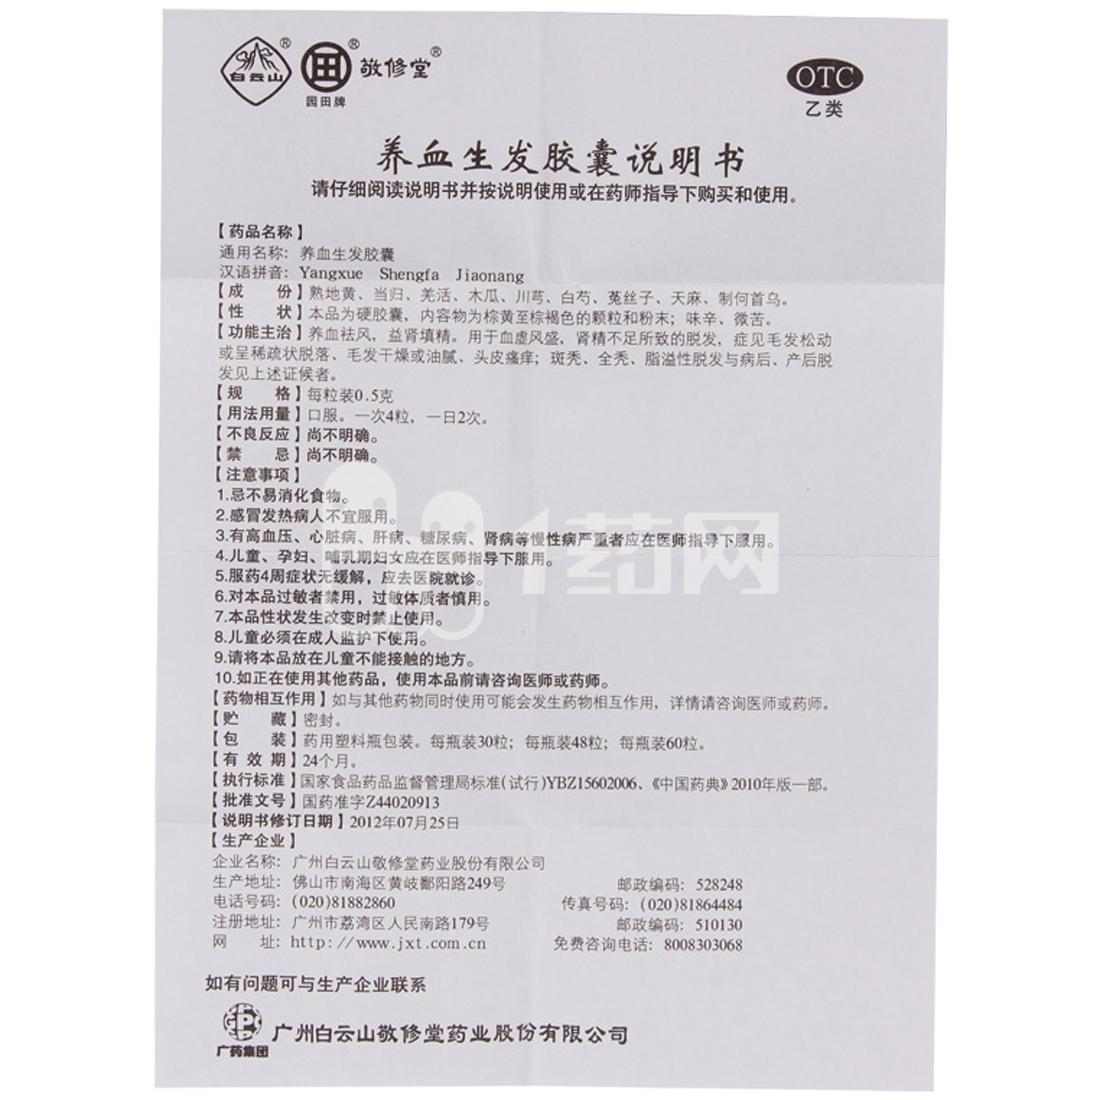 白云山®
园田牌®
敬修堂®
OTC
乙类
养血生发胶囊说明书
请仔细阅读说明书并按说明使用或在药师指导下购买和使用。
【药品名称】
通用名称：养血生发胶囊
汉语拼音：Yangxue Shengfa Jiaonang
【成 份】熟地黄、当归、羌活、木瓜、川芎、白芍、菟丝子、天麻、制何首乌。
【性 状】本品为硬胶囊，内容物为棕黄至棕褐色的颗粒和粉末；味辛、微苦。
【功能主治】养血祛风，益肾填精。用于血虚风盛，肾精不足所致的脱发，症见毛发松动
或呈稀疏状脱落、毛发干燥或油腻、头皮瘙痒；斑秃、全秃、脂溢性脱发与病后、产后脱
发见上述证候者。
【规 格】每粒装0.5克
【用法用量】口服。一次4粒，一日2次。
【不良反应】尚不明确。
【禁 忌】尚不明确。
【注意事项】
1.忌不易消化食物。
2.感冒发热病人不宜服用。
3.有高血压、心脏病、肝病、糖尿病、肾病等慢性病严重者应在医师指导下服用。
4.儿童、孕妇、哺乳期妇女应在医师指导下服用。
5.服药4周症状无缓解，应去医院就诊。
6.对本品过敏者禁用，过敏体质者慎用。
7.本品性状发生改变时禁止使用。
8.儿童必须在成人监护下使用。
9.请将本品放在儿童不能接触的地方。
10.如正在使用其他药品，使用本品前请咨询医师或药师。
【药物相互作用】如与其他药物同时使用可能会发生药物相互作用，详情请咨询医师或药师。
【贮 藏】密封。
【包 装】药用塑料瓶包装。每瓶装30粒；每瓶装48粒；每瓶装60粒。
【有 效 期】24个月。
【执行标准】国家食品药品监督管理局标准(试行)YBZ15602006、《中国药典》2010年版一部。
【批准文号】国药准字Z44020913
【说明书修订日期】2012年07月25日
【生产企业】
企业名称：广州白云山敬修堂药业股份有限公司
生产地址：佛山市南海区黄岐鄱阳路249号 邮政编码：528248
电话号码：(020)81882860 传真号码：(020)81864484
注册地址：广州市荔湾区人民南路179号 邮政编码：510130
网 址：http://www.jxt.com.cn 免费咨询电话：8008303068
如有问题可与生产企业联系
广药集团
广州白云山敬修堂药业股份有限公司
1药网